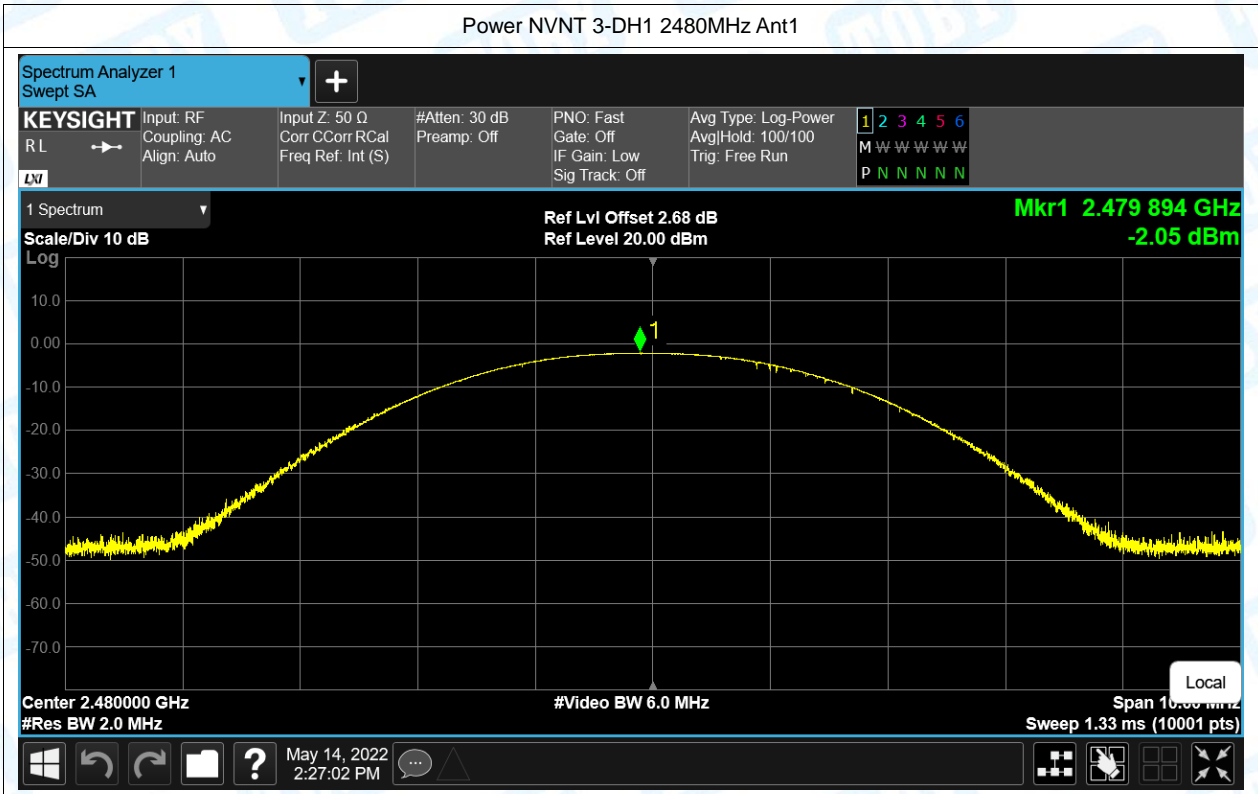 Power NVNT 3-DH1 2480MHz Ant1
Spectrum Analyzer 1
Swept SA
KEYSIGHT
R L
LXI
Input: RF
Coupling: AC
Align: Auto
Input Z: 50 Ω
Corr CCorr RCal
Freq Ref: Int (S)
#Atten: 30 dB
Preamp: Off
PNO: Fast
Gate: Off
IF Gain: Low
Sig Track: Off
Avg Type: Log-Power
Avg|Hold: 100/100
Trig: Free Run
1 2 3 4 5 6
M W W W W W
P N N N N N
1 Spectrum
Scale/Div 10 dB
Log
Ref Lvl Offset 2.68 dB
Ref Level 20.00 dBm
Mkr1 2.479 894 GHz
-2.05 dBm
10.0
0.00
-10.0
-20.0
-30.0
-40.0
-50.0
-60.0
-70.0
1
Local
Center 2.480000 GHz
#Res BW 2.0 MHz
#Video BW 6.0 MHz
Span 10.00 MHz
Sweep 1.33 ms (10001 pts)
?
May 14, 2022
2:27:02 PM